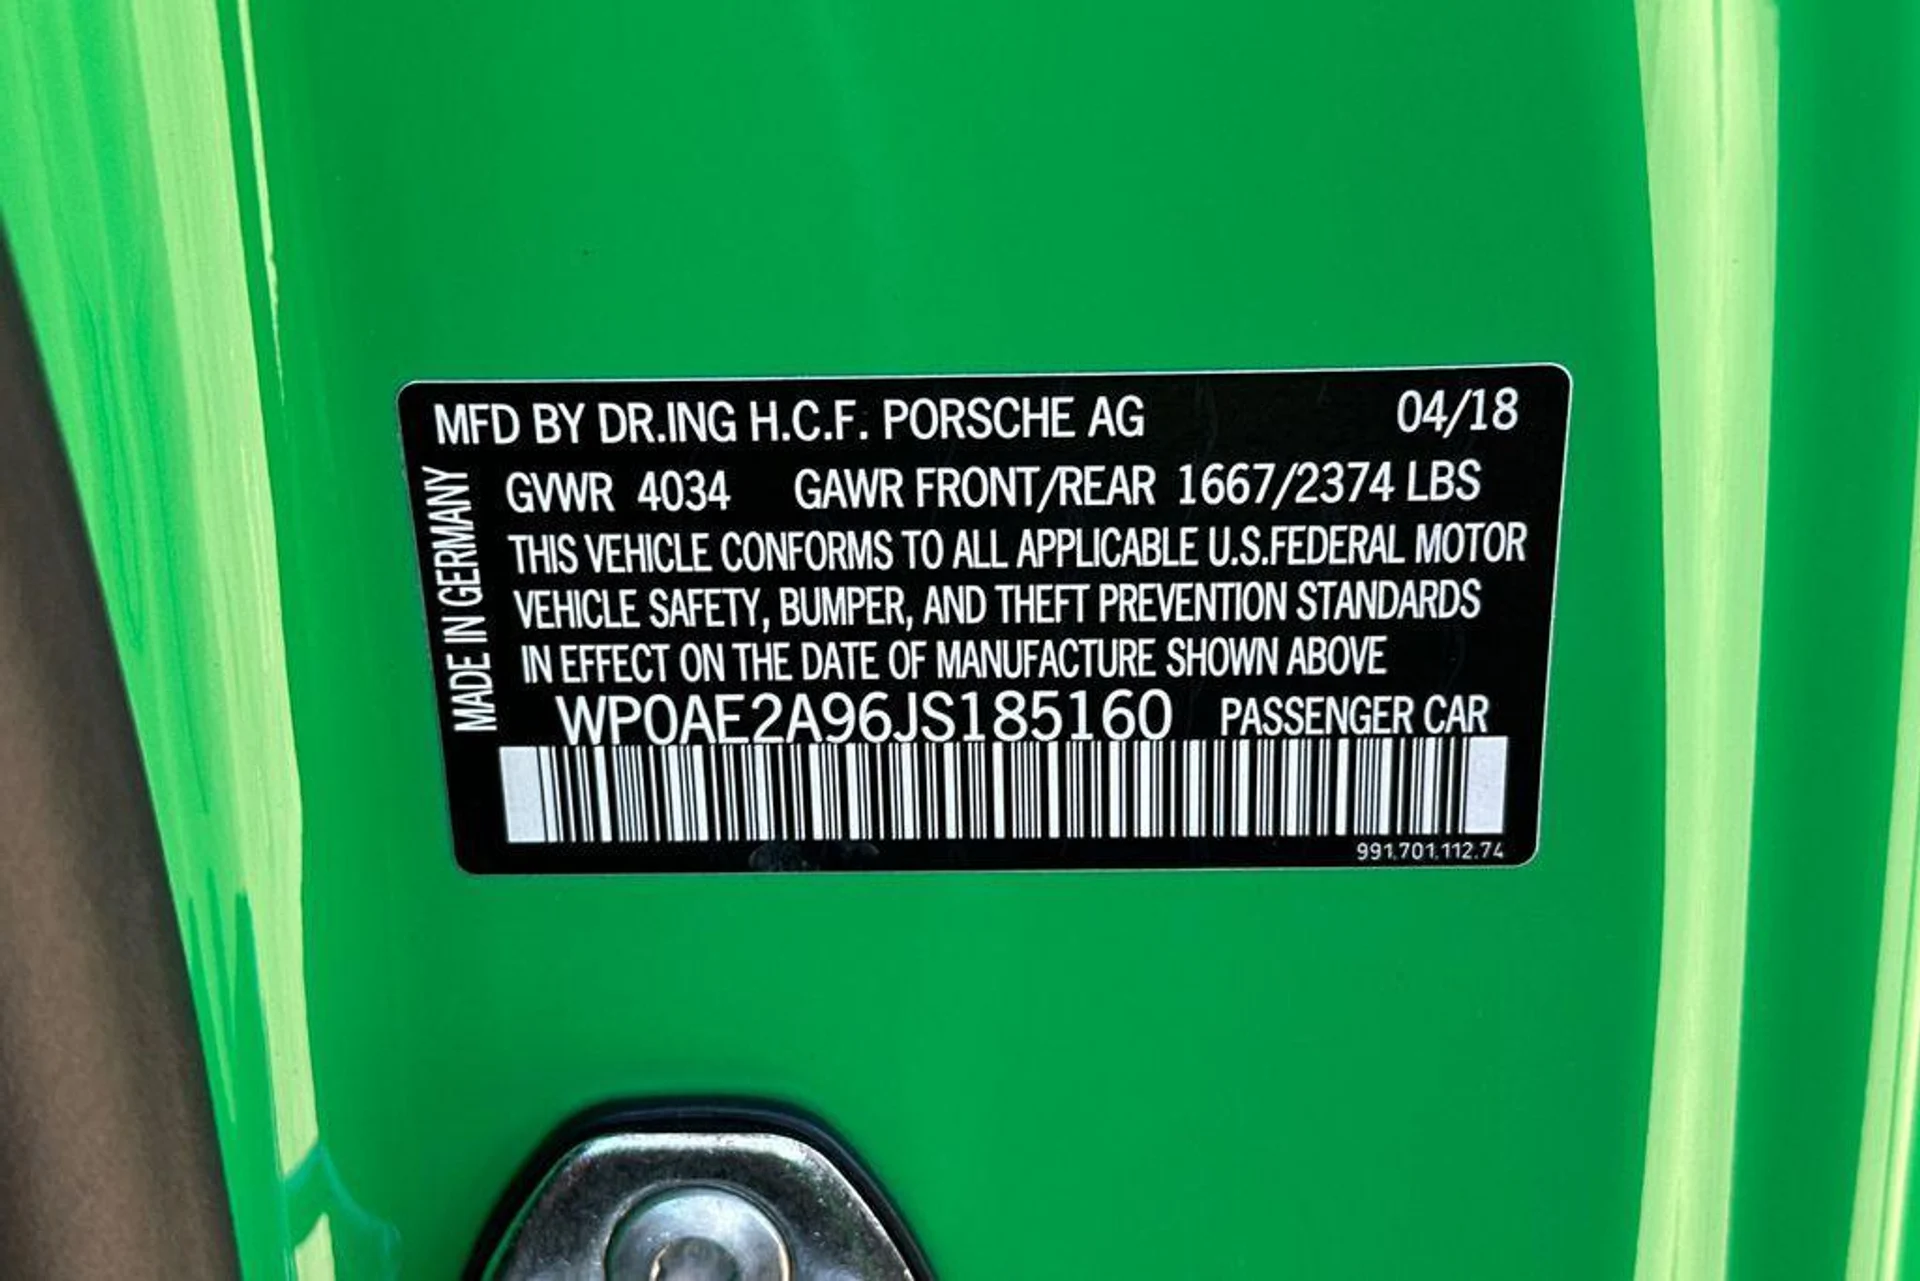 MFD BY DR.ING H.C.F. PORSCHE AG 04/18
MADE IN GERMANY
GVWR 4034 GAWR FRONT/REAR 1667/2374 LBS
THIS VEHICLE CONFORMS TO ALL APPLICABLE U.S.FEDERAL MOTOR
VEHICLE SAFETY, BUMPER, AND THEFT PREVENTION STANDARDS
IN EFFECT ON THE DATE OF MANUFACTURE SHOWN ABOVE
WP0AE2A96JS185160 PASSENGER CAR
991.701.112.74